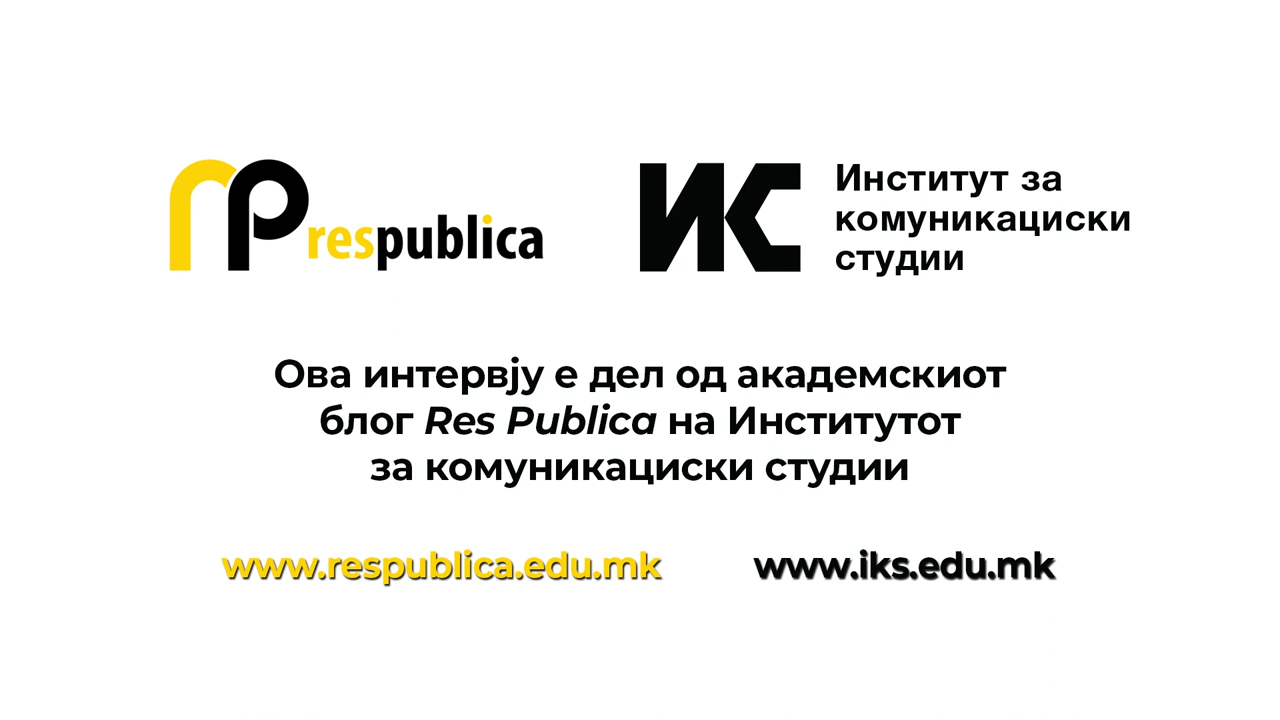 respublica
ИКС
Институт за
комуникациски
студии
Ова интервју е дел од академскиот
блог Res Publica на Институтот
за комуникациски студии
www.respublica.edu.mk
www.iks.edu.mk